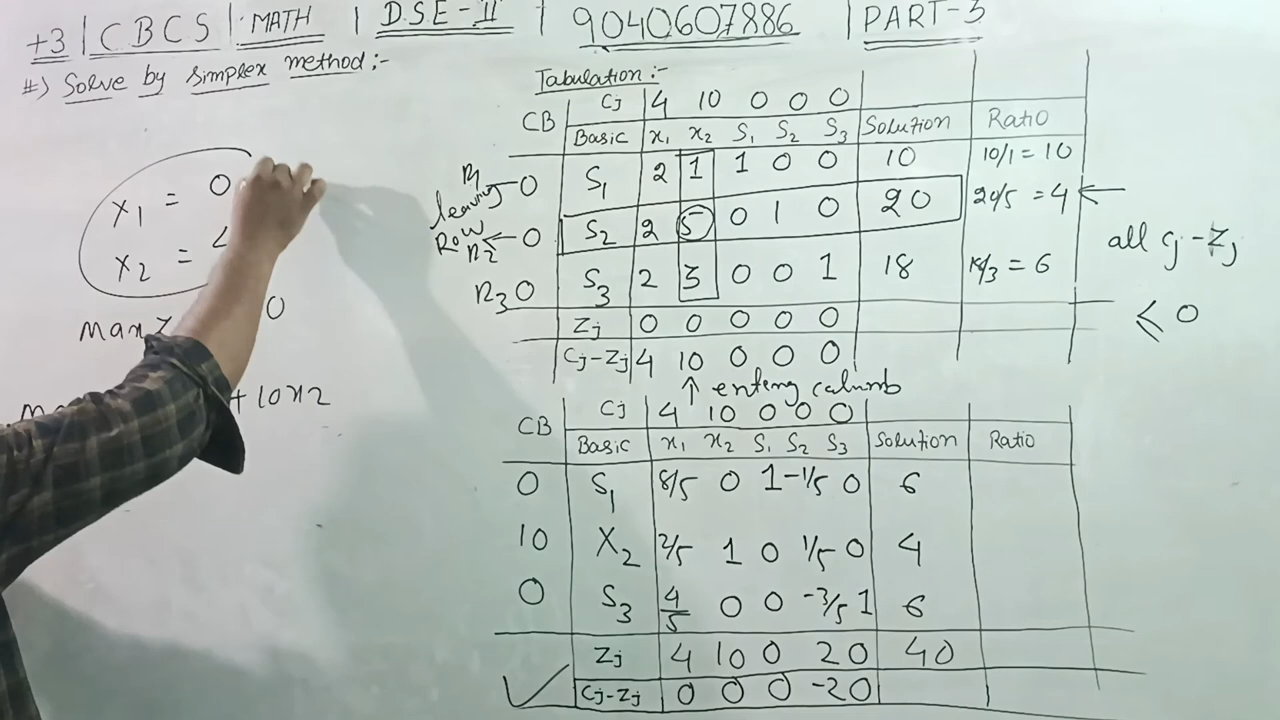 +3 | CBCS | MATH | DSE-II | 9040607886 | PART-3
#) Solve by simplex method:-
x1 = 0
x2 =
max Z
0
+ 10x2
Tabulation:-
CB Cj 4 10 0 0 0
Basic x1 x2 S1 S2 S3 Solution Ratio
R1 0 S1 2 1 1 0 0 10 10/1 = 10
leaving Row R2 ← 0 S2 2 5 0 1 0 20 20/5 = 4 ←
R3 0 S3 2 3 0 0 1 18 18/3 = 6
Zj 0 0 0 0 0
Cj-Zj 4 10 0 0 0
↑ entering calumb
all Cj-Zj
≤ 0
CB Cj 4 10 0 0 0
Basic x1 x2 S1 S2 S3 Solution Ratio
0 S1 8/5 0 1 -1/5 0 6
10 X2 2/5 1 0 1/5 0 4
0 S3 4/5 0 0 -3/5 1 6
Zj 4 10 0 2 0 40
Cj-Zj 0 0 0 -2 0